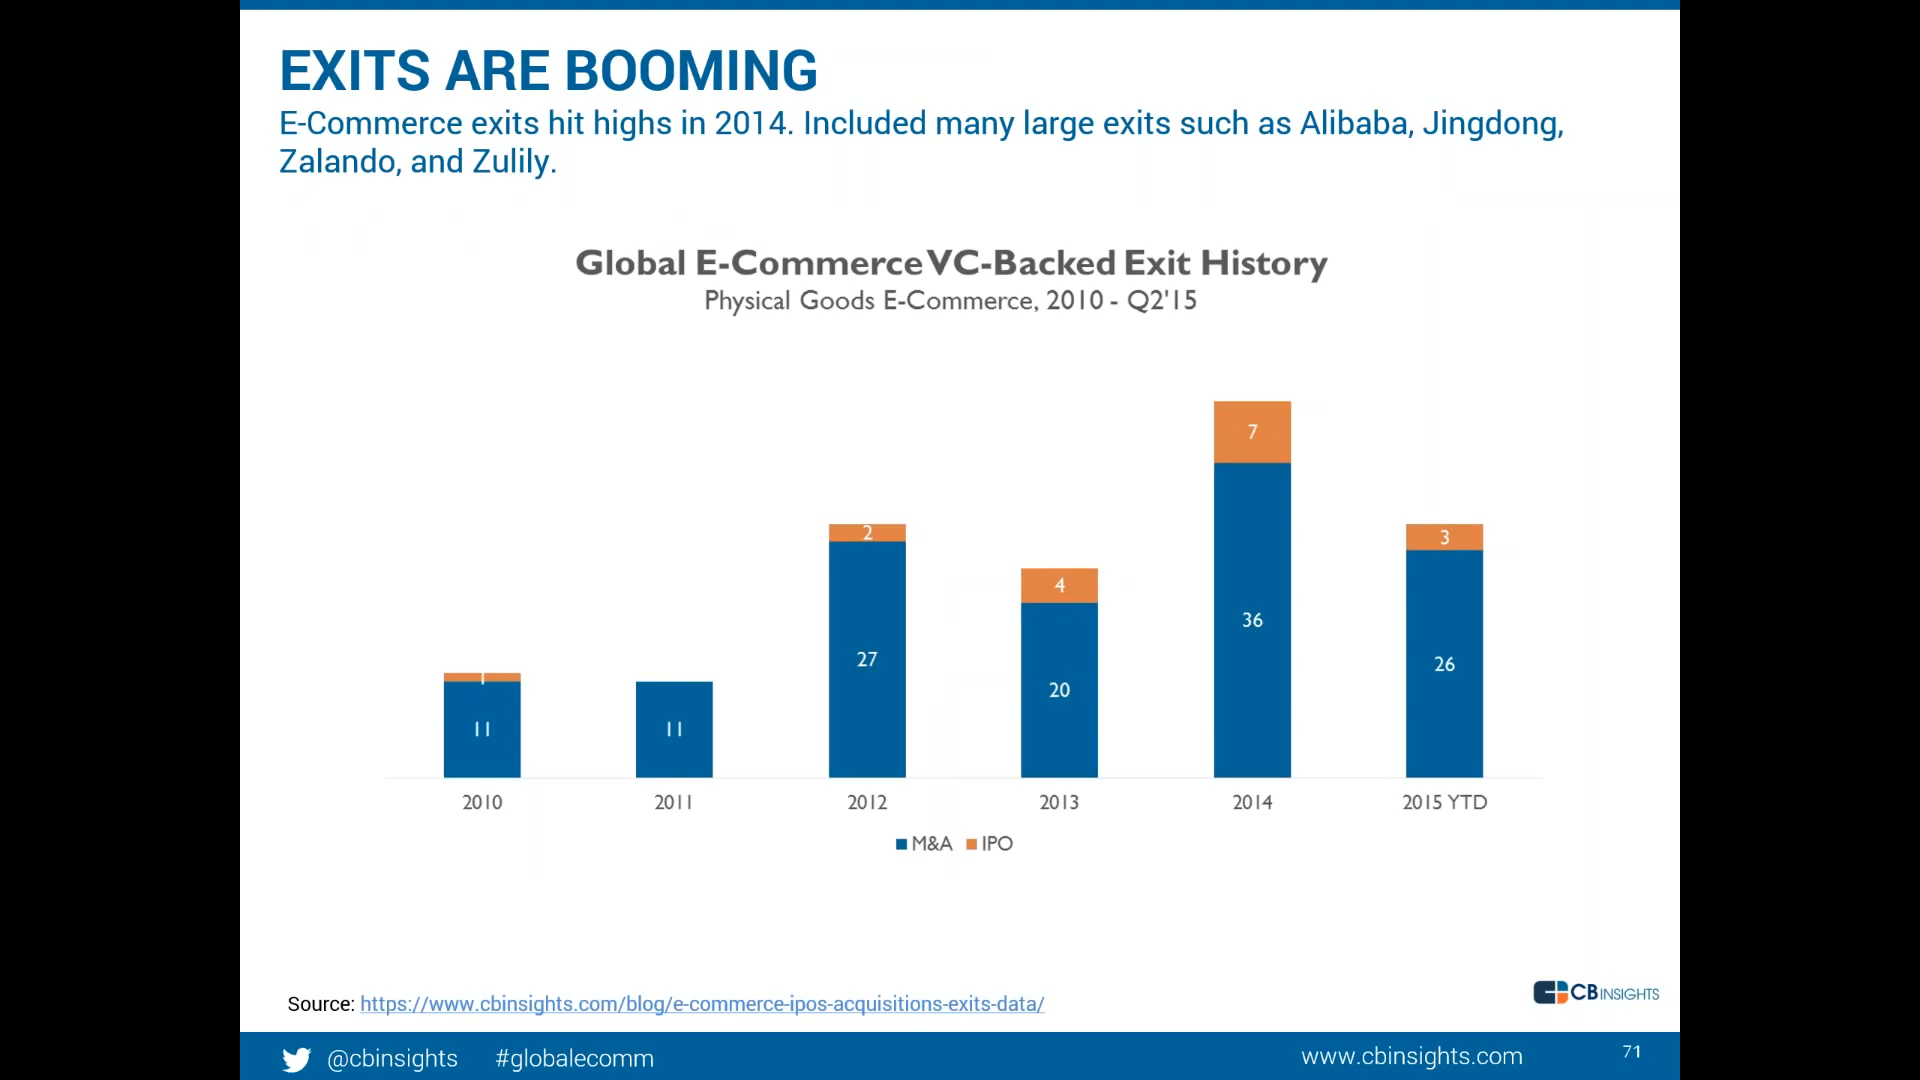 EXITS ARE BOOMING
E-Commerce exits hit highs in 2014. Included many large exits such as Alibaba, Jingdong,
Zalando, and Zulily.
Global E-Commerce VC-Backed Exit History
Physical Goods E-Commerce, 2010 - Q2'15
7
2
3
4
36
27
26
20
1
11
11
2010
2011
2012
2013
2014
2015 YTD
M&A IPO
Source: https://www.cbinsights.com/blog/e-commerce-ipos-acquisitions-exits-data/
CBINSIGHTS
@cbinsights #globalecomm www.cbinsights.com 71